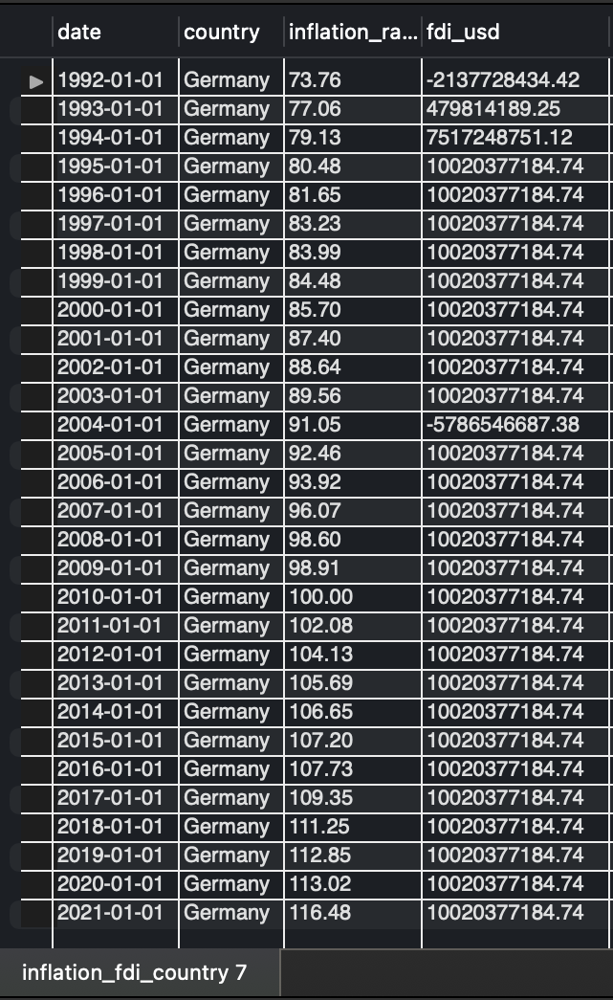 date country inflation_ra... fdi_usd
1992-01-01 Germany 73.76 -2137728434.42
1993-01-01 Germany 77.06 479814189.25
1994-01-01 Germany 79.13 7517248751.12
1995-01-01 Germany 80.48 10020377184.74
1996-01-01 Germany 81.65 10020377184.74
1997-01-01 Germany 83.23 10020377184.74
1998-01-01 Germany 83.99 10020377184.74
1999-01-01 Germany 84.48 10020377184.74
2000-01-01 Germany 85.70 10020377184.74
2001-01-01 Germany 87.40 10020377184.74
2002-01-01 Germany 88.64 10020377184.74
2003-01-01 Germany 89.56 10020377184.74
2004-01-01 Germany 91.05 -5786546687.38
2005-01-01 Germany 92.46 10020377184.74
2006-01-01 Germany 93.92 10020377184.74
2007-01-01 Germany 96.07 10020377184.74
2008-01-01 Germany 98.60 10020377184.74
2009-01-01 Germany 98.91 10020377184.74
2010-01-01 Germany 100.00 10020377184.74
2011-01-01 Germany 102.08 10020377184.74
2012-01-01 Germany 104.13 10020377184.74
2013-01-01 Germany 105.69 10020377184.74
2014-01-01 Germany 106.65 10020377184.74
2015-01-01 Germany 107.20 10020377184.74
2016-01-01 Germany 107.73 10020377184.74
2017-01-01 Germany 109.35 10020377184.74
2018-01-01 Germany 111.25 10020377184.74
2019-01-01 Germany 112.85 10020377184.74
2020-01-01 Germany 113.02 10020377184.74
2021-01-01 Germany 116.48 10020377184.74
inflation_fdi_country 7